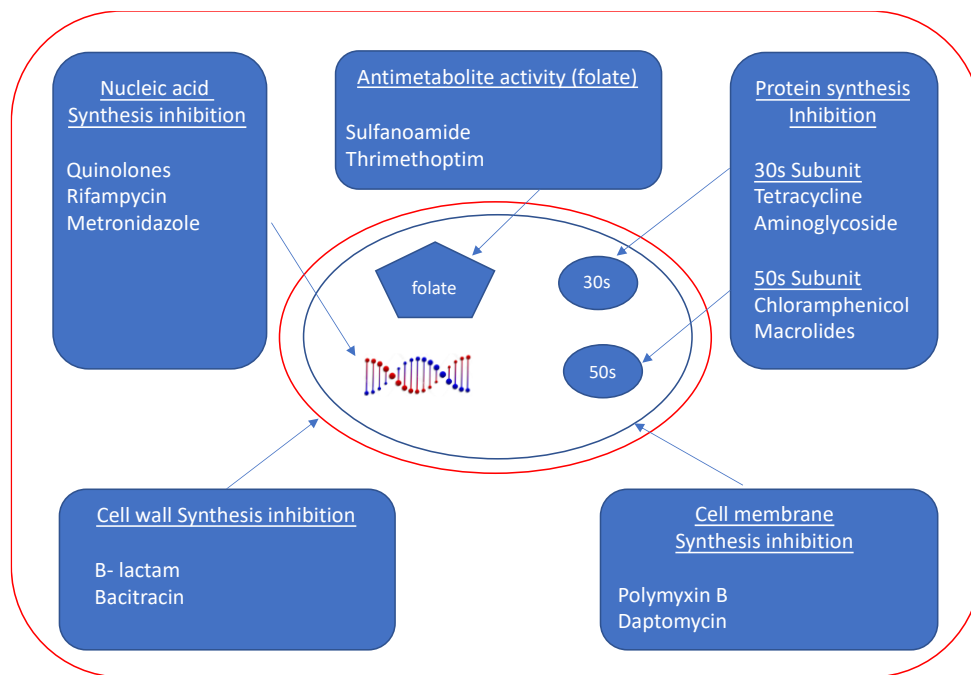 Nucleic acid
Synthesis inhibition
Quinolones
Rifampycin
Metronidazole
Antimetabolite activity (folate)
Sulfanoamide
Thrimethoptim
Protein synthesis
Inhibition
30s Subunit
Tetracycline
Aminoglycoside
50s Subunit
Chloramphenicol
Macrolides
folate
30s
50s
Cell wall Synthesis inhibition
B- lactam
Bacitracin
Cell membrane
Synthesis inhibition
Polymyxin B
Daptomycin